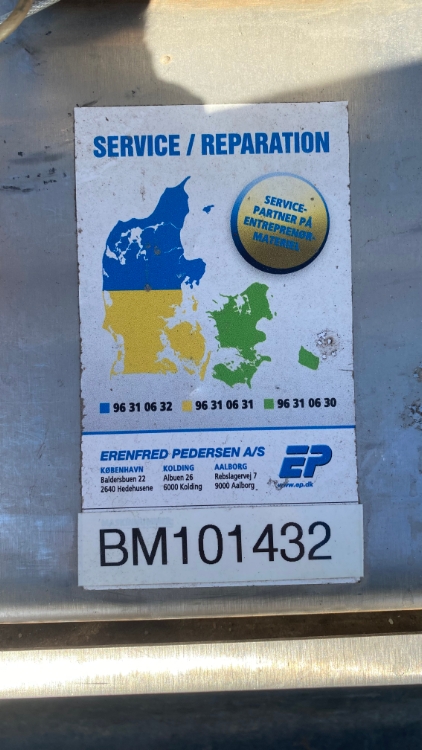 SERVICE / REPARATION
SERVICE-
PARTNER PÅ
ENTREPRENØR-
MATERIEL
96 31 06 32 96 31 06 31 96 31 06 30
ERENFRED PEDERSEN A/S
EP
KØBENHAVN KOLDING AALBORG
Baldersbuen 22 Albuen 26 Rebslagervej 7
2640 Hedehusene 6000 Kolding 9000 Aalborg
www.ep.dk
BM101432